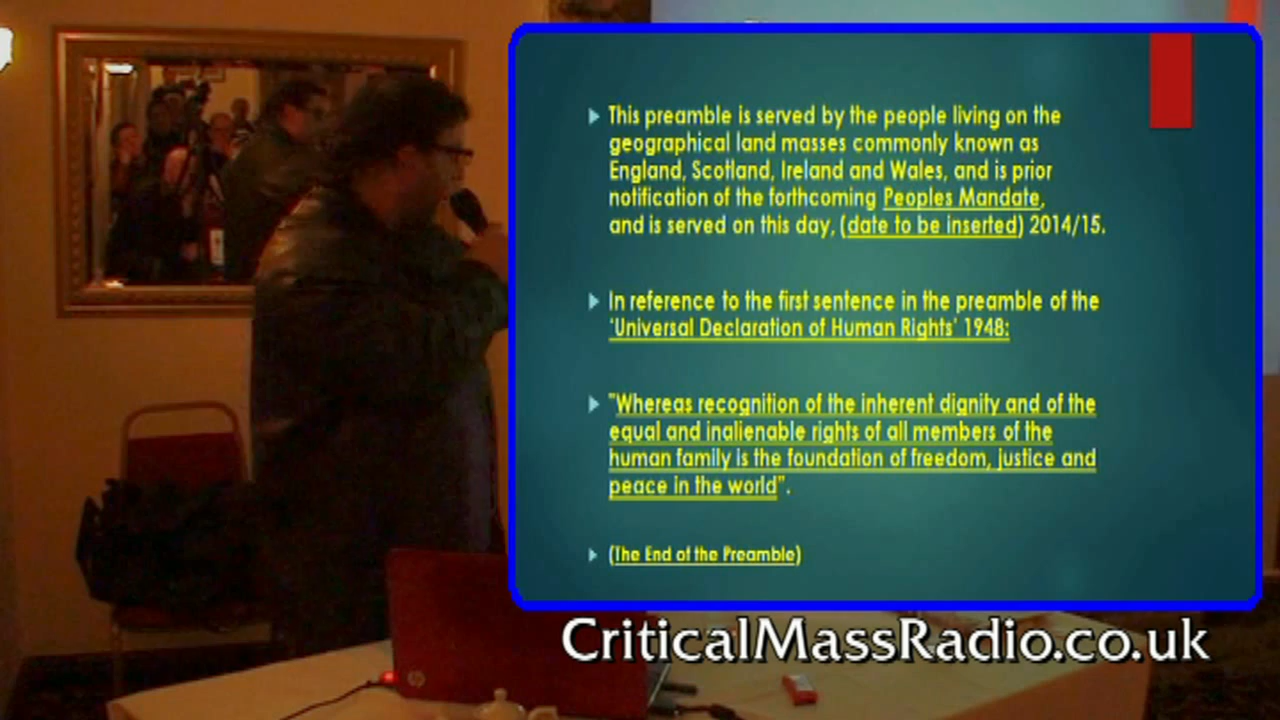 This preamble is served by the people living on the
geographical land masses commonly known as
England, Scotland, Ireland and Wales, and is prior
notification of the forthcoming Peoples Mandate,
and is served on this day, (date to be inserted) 2014/15.
In reference to the first sentence in the preamble of the
'Universal Declaration of Human Rights' 1948:
"Whereas recognition of the inherent dignity and of the
equal and inalienable rights of all members of the
human family is the foundation of freedom, justice and
peace in the world".
(The End of the Preamble)
hp
CriticalMassRadio.co.uk